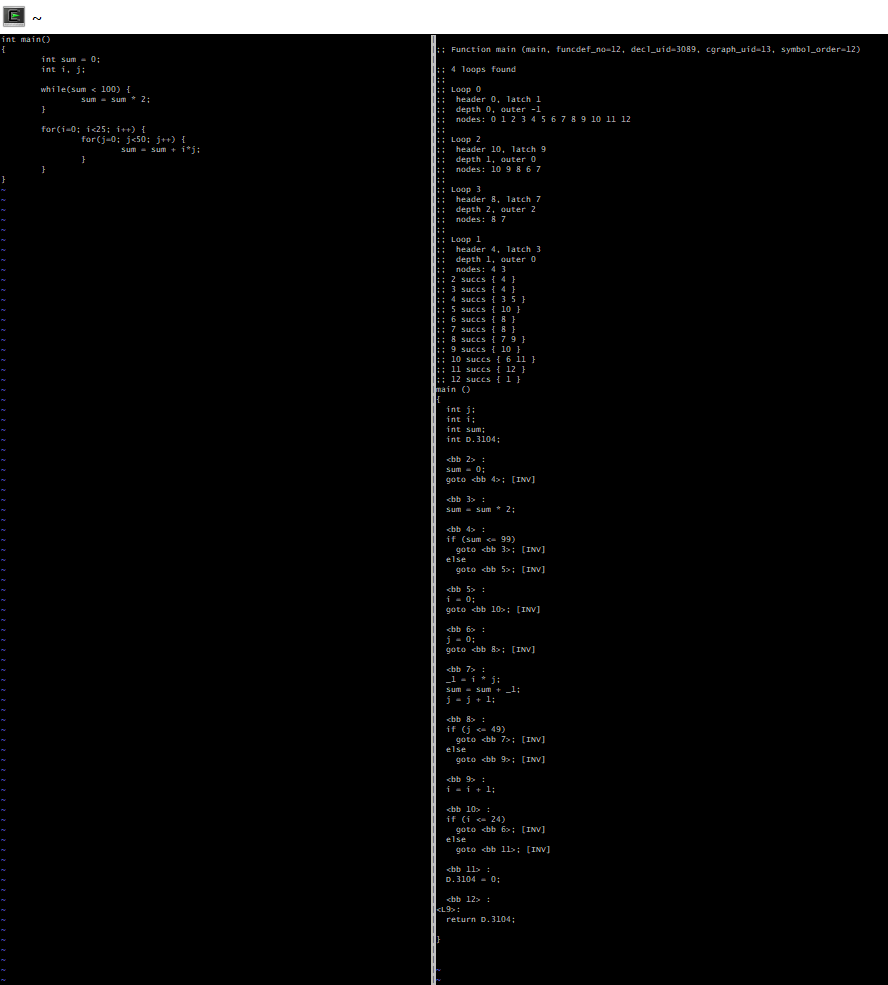 ~
int main()
{
int sum = 0;
int i, j;
while(sum < 100) {
sum = sum * 2;
}
for(i=0; i<25; i++) {
for(j=0; j<50; j++) {
sum = sum + i*j;
}
}
}
;; Function main (main, funcdef_no=12, decl_uid=3089, cgraph_uid=13, symbol_order=12)
;; 4 loops found
;;
;; Loop 0
;;  header 0, latch 1
;;  depth 0, outer -1
;;  nodes: 0 1 2 3 4 5 6 7 8 9 10 11 12
;;
;; Loop 2
;;  header 10, latch 9
;;  depth 1, outer 0
;;  nodes: 10 9 8 6 7
;;
;; Loop 3
;;  header 8, latch 7
;;  depth 2, outer 2
;;  nodes: 8 7
;;
;; Loop 1
;;  header 4, latch 3
;;  depth 1, outer 0
;;  nodes: 4 3
;; 2 succs { 4 }
;; 3 succs { 4 }
;; 4 succs { 3 5 }
;; 5 succs { 10 }
;; 6 succs { 8 }
;; 7 succs { 8 }
;; 8 succs { 7 9 }
;; 9 succs { 10 }
;; 10 succs { 6 11 }
;; 11 succs { 12 }
;; 12 succs { 1 }
main ()
{
int j;
int i;
int sum;
int D.3104;
<bb 2> :
sum = 0;
goto <bb 4>; [INV]
<bb 3> :
sum = sum * 2;
<bb 4> :
if (sum <= 99)
goto <bb 3>; [INV]
else
goto <bb 5>; [INV]
<bb 5> :
i = 0;
goto <bb 10>; [INV]
<bb 6> :
j = 0;
goto <bb 8>; [INV]
<bb 7> :
_1 = i * j;
sum = sum + _1;
j = j + 1;
<bb 8> :
if (j <= 49)
goto <bb 7>; [INV]
else
goto <bb 9>; [INV]
<bb 9> :
i = i + 1;
<bb 10> :
if (i <= 24)
goto <bb 6>; [INV]
else
goto <bb 11>; [INV]
<bb 11> :
D.3104 = 0;
<bb 12> :
<L9>:
return D.3104;
}